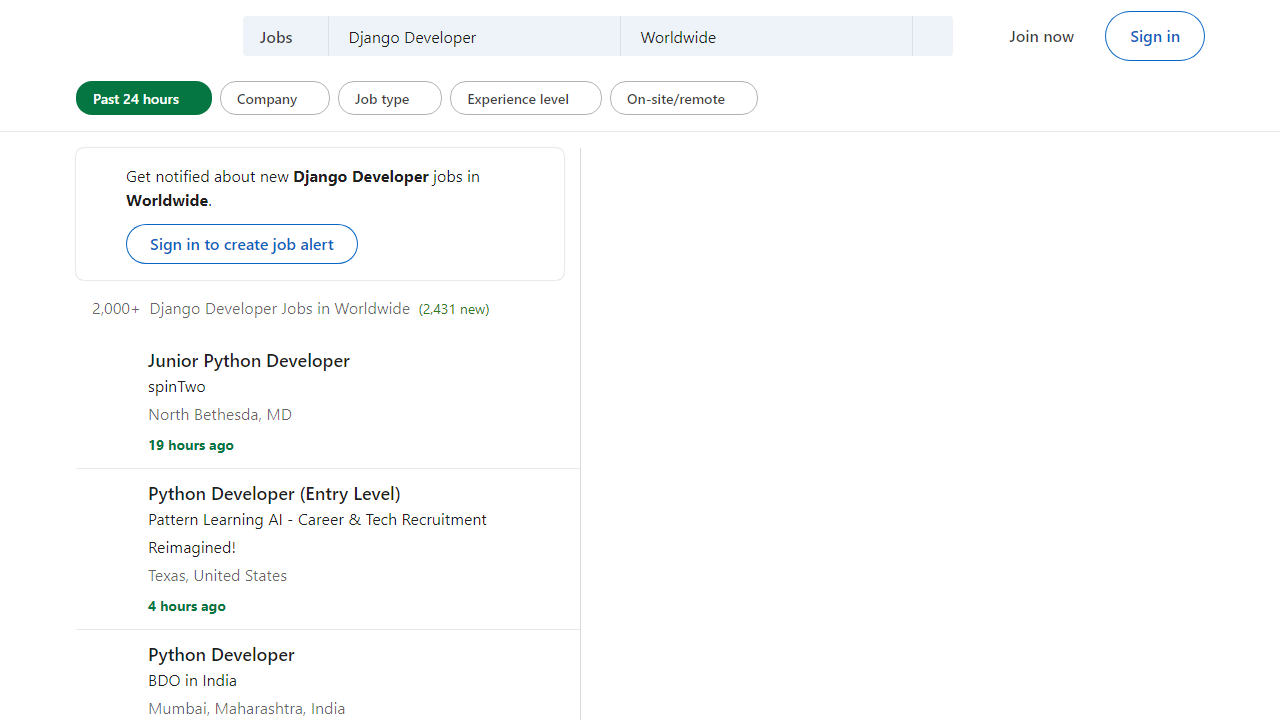 Jobs
Django Developer
Worldwide
Join now
Sign in
Past 24 hours
Company
Job type
Experience level
On-site/remote
Get notified about new Django Developer jobs in
Worldwide.
Sign in to create job alert
2,000+ Django Developer Jobs in Worldwide (2,431 new)
Junior Python Developer
spinTwo
North Bethesda, MD
19 hours ago
Python Developer (Entry Level)
Pattern Learning AI - Career & Tech Recruitment
Reimagined!
Texas, United States
4 hours ago
Python Developer
BDO in India
Mumbai, Maharashtra, India